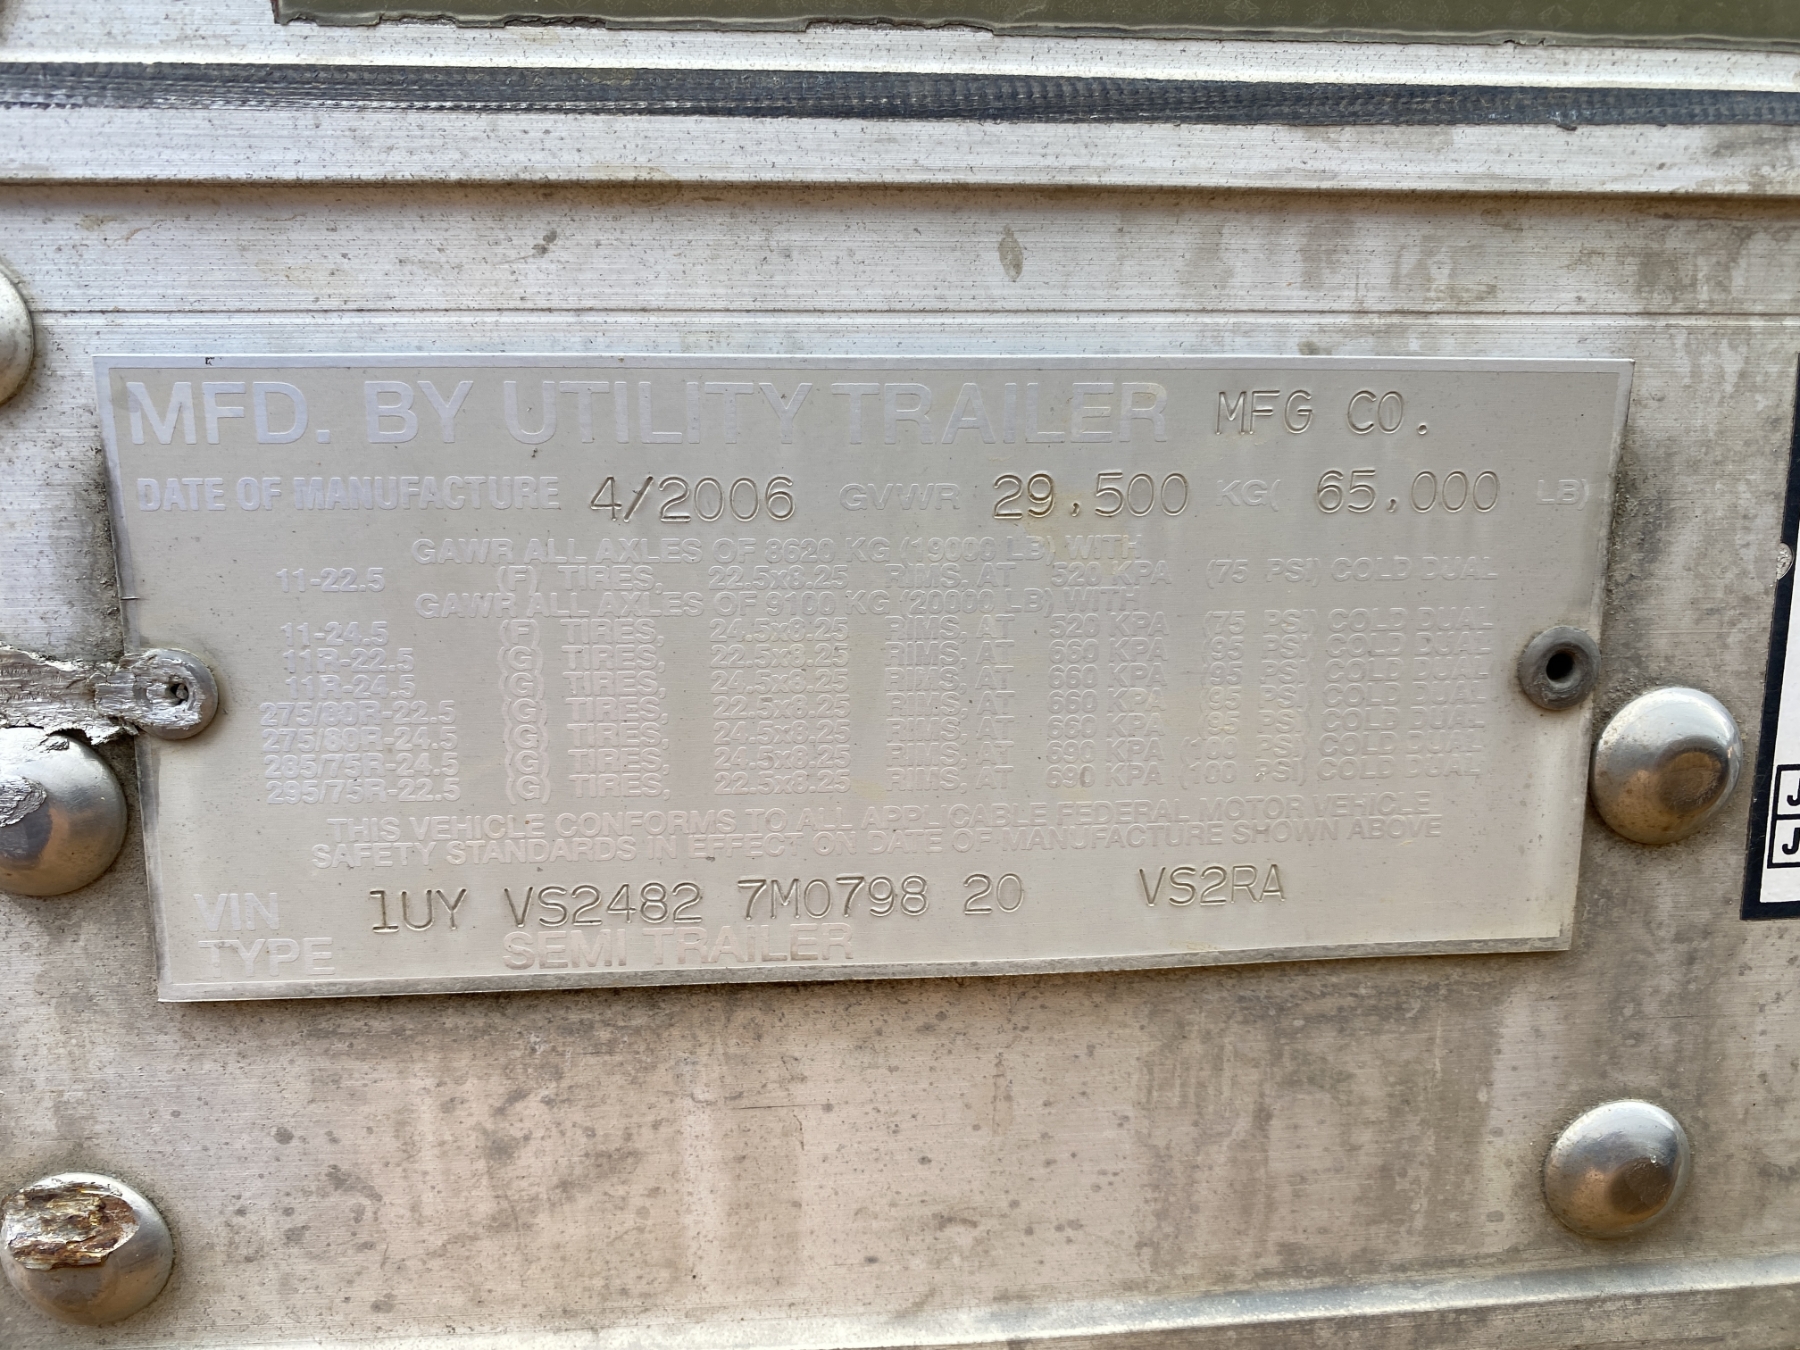 MFD. BY UTILITY TRAILER MFG CO.
DATE OF MANUFACTURE 4/2006 GVWR 29,500 KG( 65,000 LB)
GAWR ALL AXLES OF 8620 KG (19000 LB) WITH
11-22.5 (F) TIRES, 22.5x8.25 RIMS, AT 520 KPA (75 PSI) COLD DUAL
GAWR ALL AXLES OF 9100 KG (20000 LB) WITH
11-24.5 (F) TIRES, 24.5x8.25 RIMS, AT 520 KPA (75 PSI) COLD DUAL
11R-22.5 (G) TIRES, 22.5x8.25 RIMS, AT 660 KPA (95 PSI) COLD DUAL
11R-24.5 (G) TIRES, 24.5x8.25 RIMS, AT 660 KPA (95 PSI) COLD DUAL
275/80R-22.5 (G) TIRES, 22.5x8.25 RIMS, AT 660 KPA (95 PSI) COLD DUAL
275/80R-24.5 (G) TIRES, 24.5x8.25 RIMS, AT 660 KPA (95 PSI) COLD DUAL
285/75R-24.5 (G) TIRES, 24.5x8.25 RIMS, AT 690 KPA (100 PSI) COLD DUAL
295/75R-22.5 (G) TIRES, 22.5x8.25 RIMS, AT 690 KPA (100 PSI) COLD DUAL
THIS VEHICLE CONFORMS TO ALL APPLICABLE FEDERAL MOTOR VEHICLE
SAFETY STANDARDS IN EFFECT ON DATE OF MANUFACTURE SHOWN ABOVE
VIN 1UY VS2482 7M0798 20 VS2RA
TYPE SEMI TRAILER
J
J